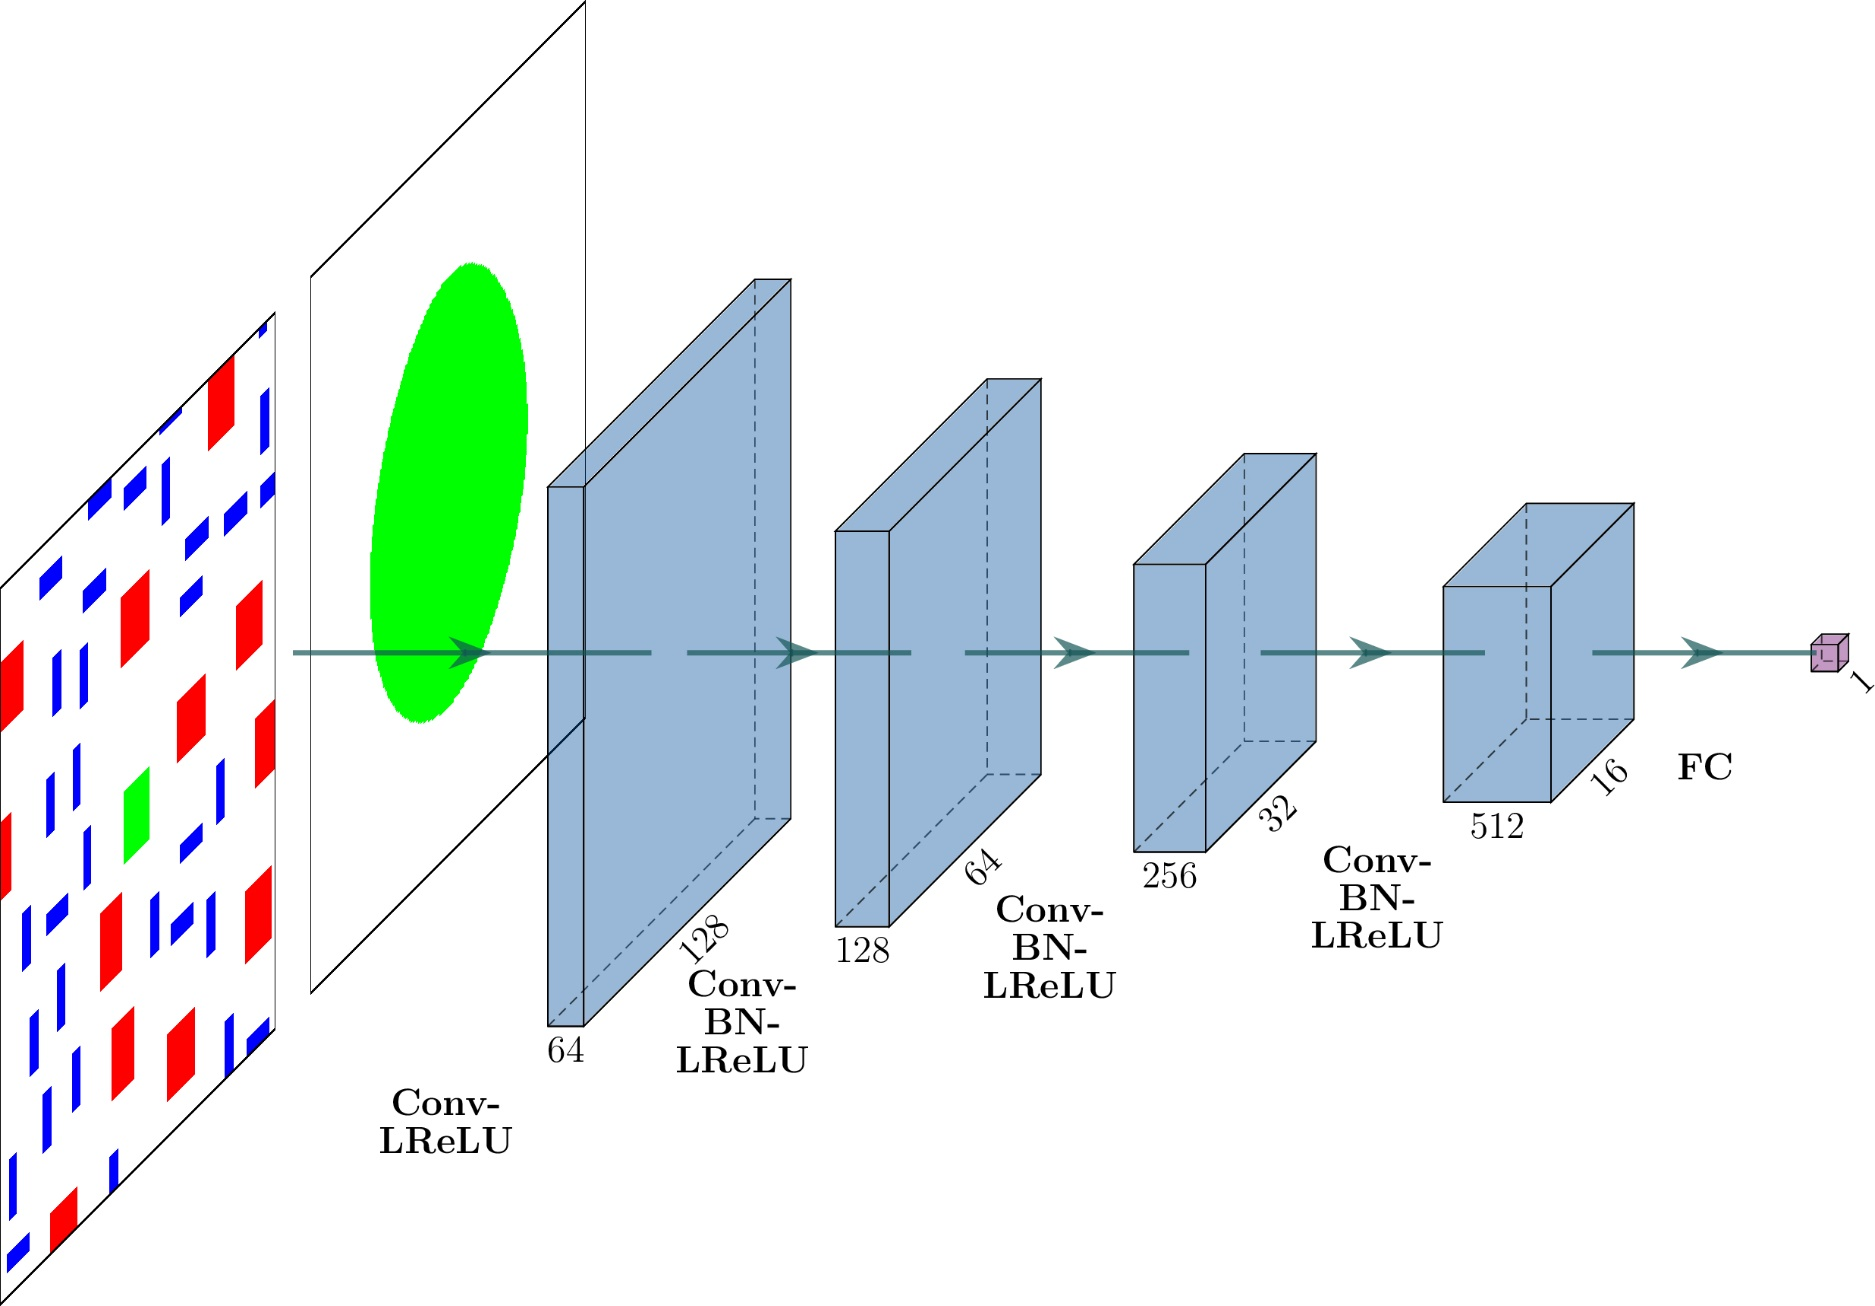 Conv-
LReLU
64
128
Conv-
BN-
LReLU
128
64
Conv-
BN-
LReLU
256
32
Conv-
BN-
LReLU
512
16
FC
1